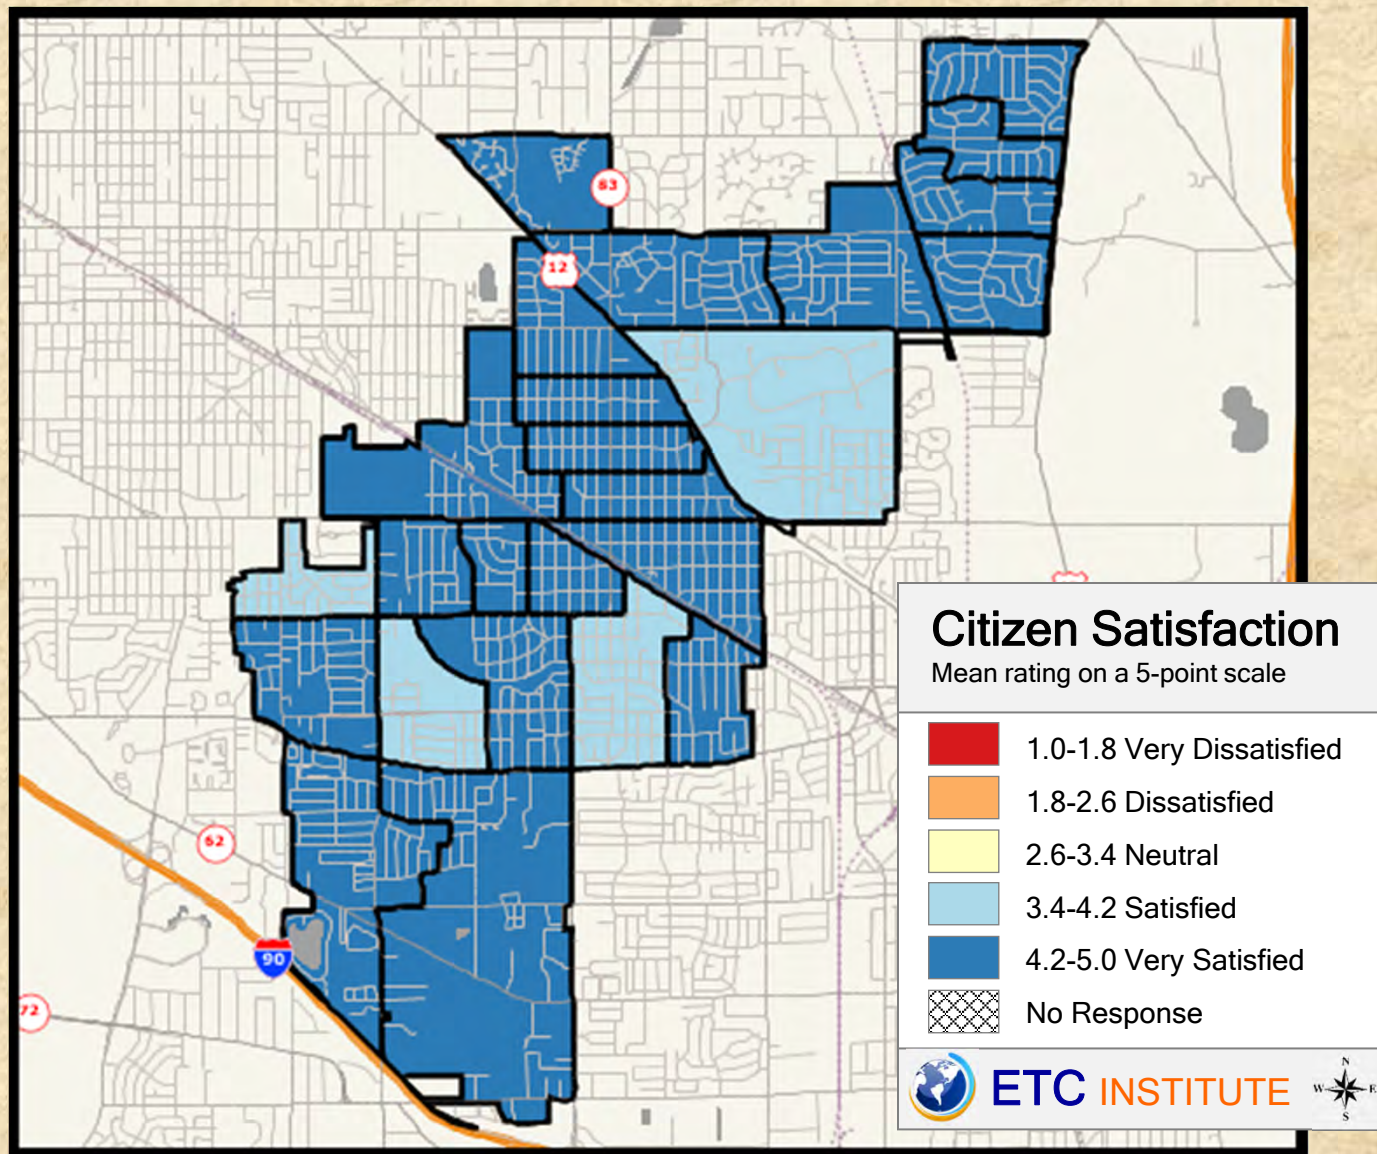 83
12
62
90
72
Citizen Satisfaction
Mean rating on a 5-point scale
1.0-1.8 Very Dissatisfied
1.8-2.6 Dissatisfied
2.6-3.4 Neutral
3.4-4.2 Satisfied
4.2-5.0 Very Satisfied
No Response
ETC INSTITUTE
N
W E
S